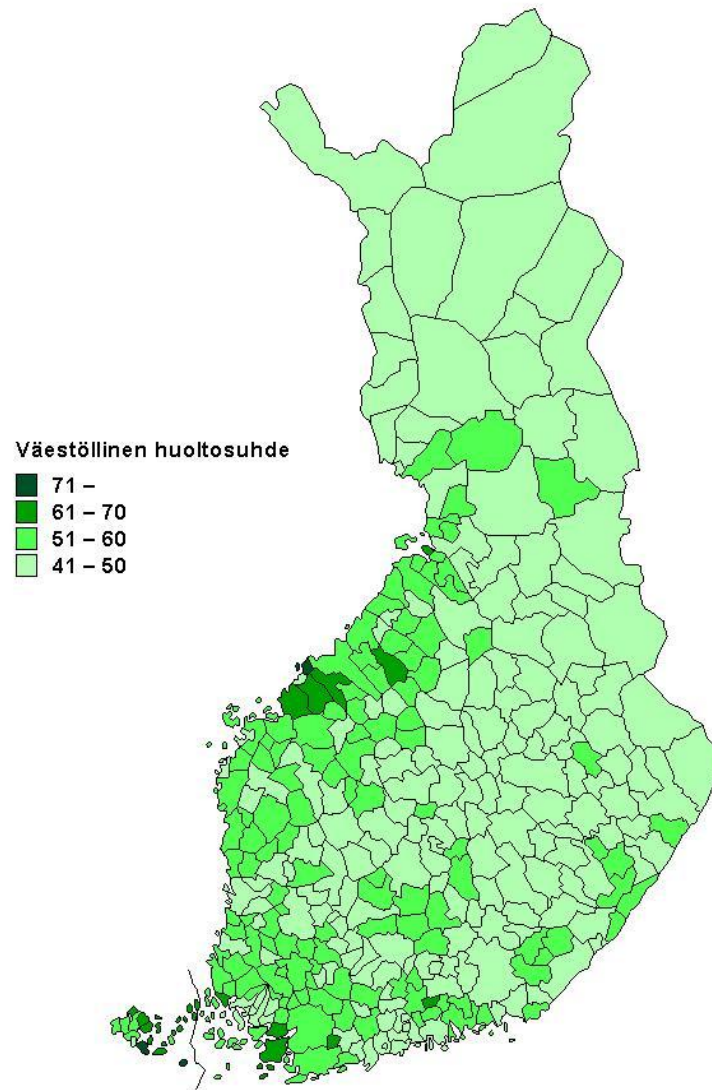 Väestöllinen huoltosuhde
71 –
61 – 70
51 – 60
41 – 50